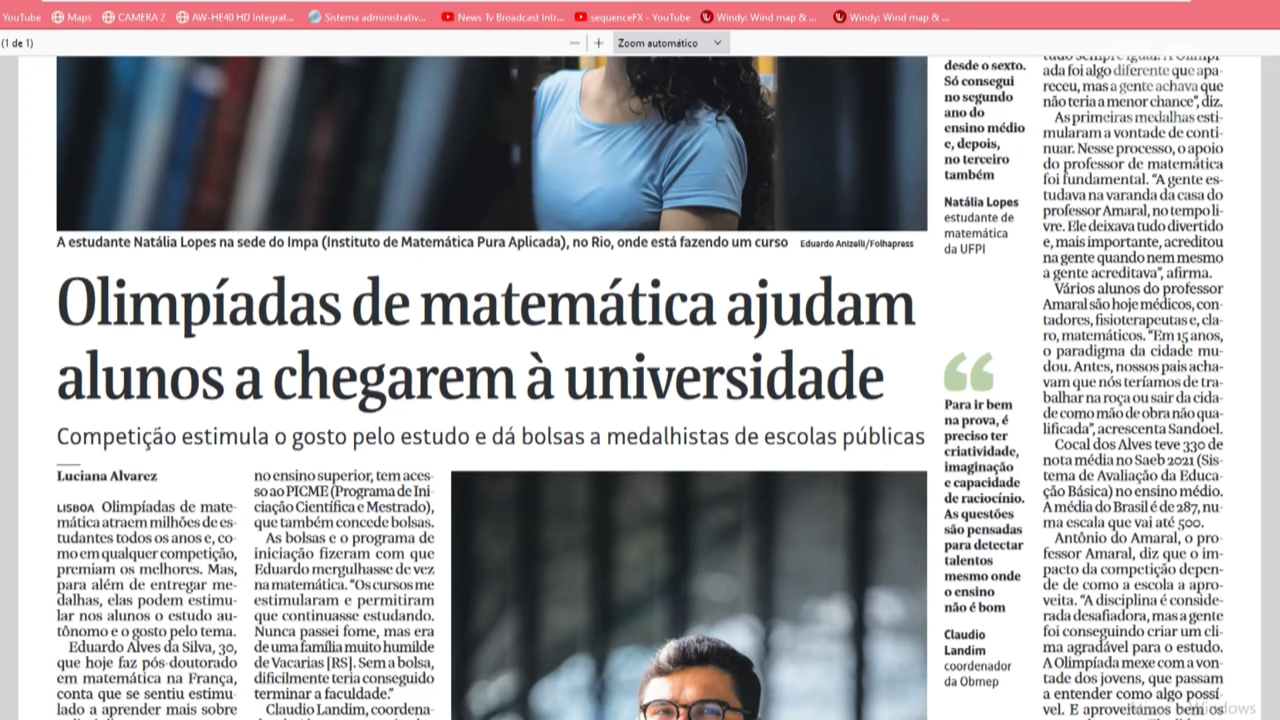 YouTube
Maps
CAMERA 2
AW-HE40 HD Integrat...
Sistema administrativ...
News Tv Broadcast Intr...
sequenceFX - YouTube
Windy: Wind map & ...
Windy: Wind map & ...
(1 de 1)
Zoom automático
A estudante Natália Lopes na sede do Impa (Instituto de Matemática Pura Aplicada), no Rio, onde está fazendo um curso Eduardo Anizelli/Folhapress
Olimpíadas de matemática ajudam
alunos a chegarem à universidade
Competição estimula o gosto pelo estudo e dá bolsas a medalhistas de escolas públicas
Luciana Alvarez
LISBOA Olimpíadas de mate-
mática atraem milhões de es-
tudantes todos os anos e, co-
mo em qualquer competição,
premiam os melhores. Mas,
para além de entregar me-
dalhas, elas podem estimu-
lar nos alunos o estudo au-
tônomo e o gosto pelo tema.
Eduardo Alves da Silva, 30,
que hoje faz pós-doutorado
em matemática na França,
conta que se sentiu estimu-
lado a aprender mais sobre
no ensino superior, tem aces-
so ao PICME (Programa de Ini-
ciação Científica e Mestrado),
que também concede bolsas.
As bolsas e o programa de
iniciação fizeram com que
Eduardo mergulhasse de vez
na matemática. “Os cursos me
estimularam e permitiram
que continuasse estudando.
Nunca passei fome, mas era
de uma família muito humilde
de Vacarias [RS]. Sem a bolsa,
dificilmente teria conseguido
terminar a faculdade.”
Claudio Landim, coordena-
desde o sexto.
Só consegui
no segundo
ano do
ensino médio
e, depois,
no terceiro
também
Natália Lopes
estudante de
matemática
da UFPI
“
Para ir bem
na prova, é
preciso ter
criatividade,
imaginação
e capacidade
de raciocínio.
As questões
são pensadas
para detectar
talentos
mesmo onde
o ensino
não é bom
Claudio
Landim
coordenador
da Obmep
tudo sempre igual. A Olimpí-
ada foi algo diferente que apa-
receu, mas a gente achava que
não teria a menor chance”, diz.
As primeiras medalhas esti-
mularam a vontade de conti-
nuar. Nesse processo, o apoio
do professor de matemática
foi fundamental. “A gente es-
tudava na varanda da casa do
professor Amaral, no tempo li-
vre. Ele deixava tudo divertido
e, mais importante, acreditou
na gente quando nem mesmo
a gente acreditava”, afirma.
Vários alunos do professor
Amaral são hoje médicos, con-
tadores, fisioterapeutas e, cla-
ro, matemáticos. “Em 15 anos,
o paradigma da cidade mu-
dou. Antes, nossos pais acha-
vam que nós teríamos de tra-
balhar na roça ou sair da cida-
de como mão de obra não qua-
lificada”, acrescenta Sandoel.
Cocal dos Alves teve 330 de
nota média no Saeb 2021 (Sis-
tema de Avaliação da Educa-
ção Básica) no ensino médio.
A média do Brasil é de 287, nu-
ma escala que vai até 500.
Antônio do Amaral, o pro-
fessor Amaral, diz que o im-
pacto da competição depen-
de de como a escola a apro-
veita. “A disciplina é conside-
rada desafiadora, mas a gente
foi conseguindo criar um cli-
ma agradável para o estudo.
A Olimpíada mexe com a von-
tade dos jovens, que passam
a entender como algo possí-
vel. E aproveitamos bem os
Windows